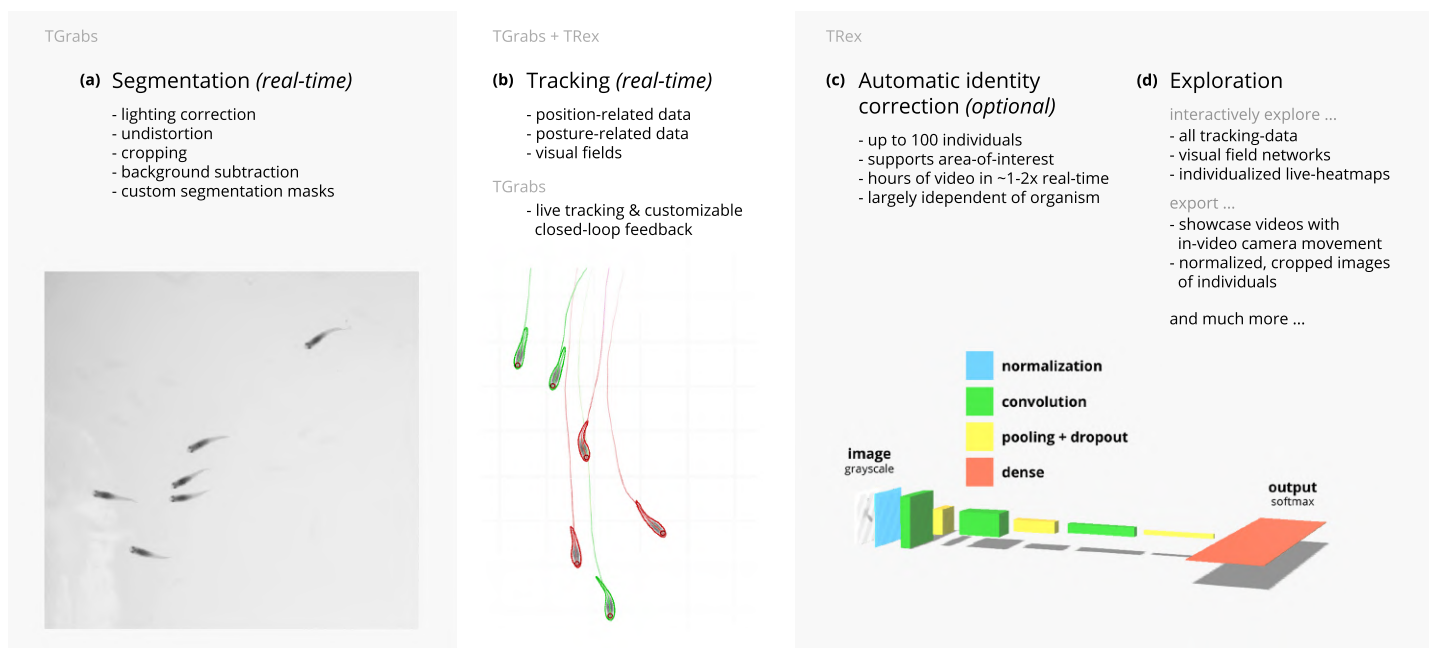 TGrabs
(a) Segmentation (real-time)
- lighting correction
- undistortion
- cropping
- background subtraction
- custom segmentation masks
TGrabs + TRex
(b) Tracking (real-time)
- position-related data
- posture-related data
- visual fields
TGrabs
- live tracking & customizable
closed-loop feedback
TRex
(c) Automatic identity
correction (optional)
- up to 100 individuals
- supports area-of-interest
- hours of video in ~1-2x real-time
- largely idependent of organism
(d) Exploration
interactively explore ...
- all tracking-data
- visual field networks
- individualized live-heatmaps
export ...
- showcase videos with
in-video camera movement
- normalized, cropped images
of individuals
and much more ...
normalization
convolution
pooling + dropout
dense
image
grayscale
output
softmax